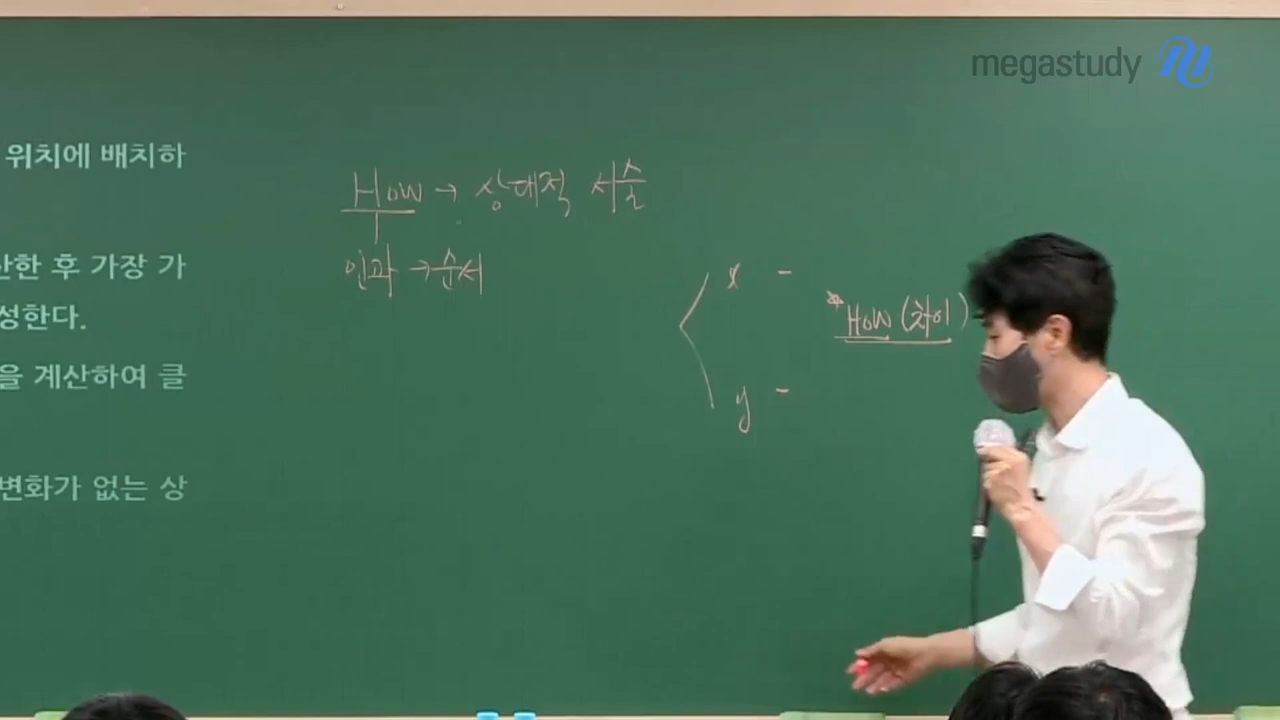 megastudy
위치에 배치하
How → 상대적 서술
인과 → 순서
산한 후 가장 가
성한다.
을 계산하여 클
변화가 없는 상
x -
* How (차이)
y -